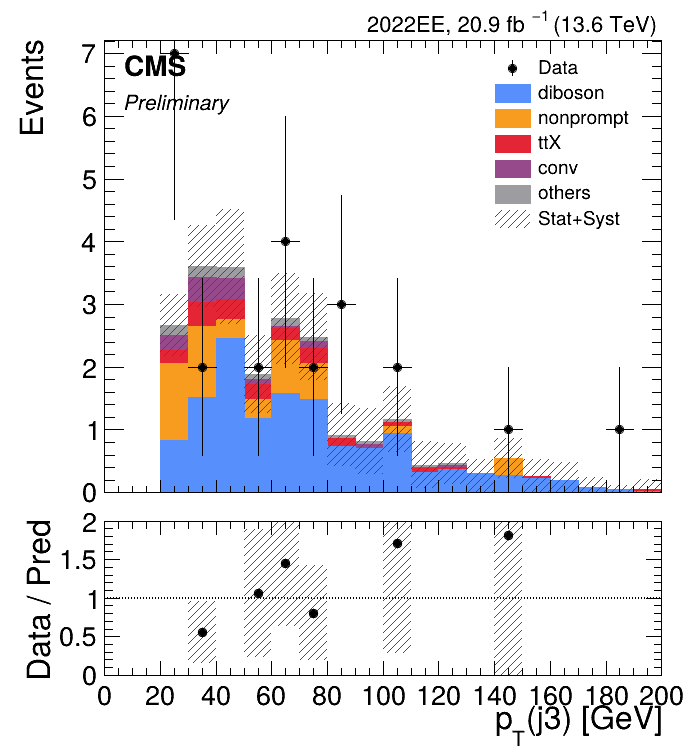 2022EE, 20.9 fb⁻¹ (13.6 TeV)
CMS
Preliminary
Events
7
6
5
4
3
2
1
0
Data
diboson
nonprompt
ttX
conv
others
Stat+Syst
Data / Pred
2
1.5
1
0.5
0
0 20 40 60 80 100 120 140 160 180 200
p_T(j3) [GeV]